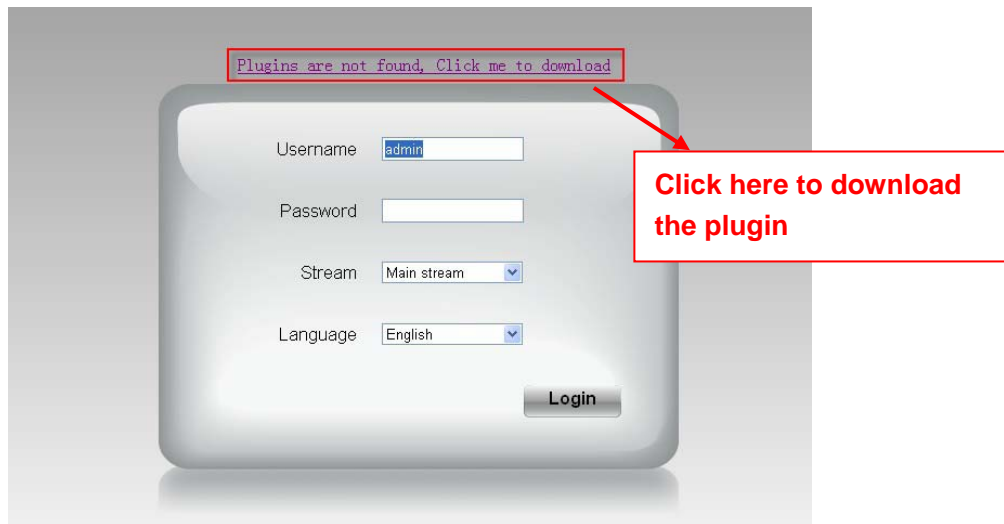 Plugins are not found, Click me to download
Username admin
Click here to download
the plugin
Password
Stream Main stream
Language English
Login